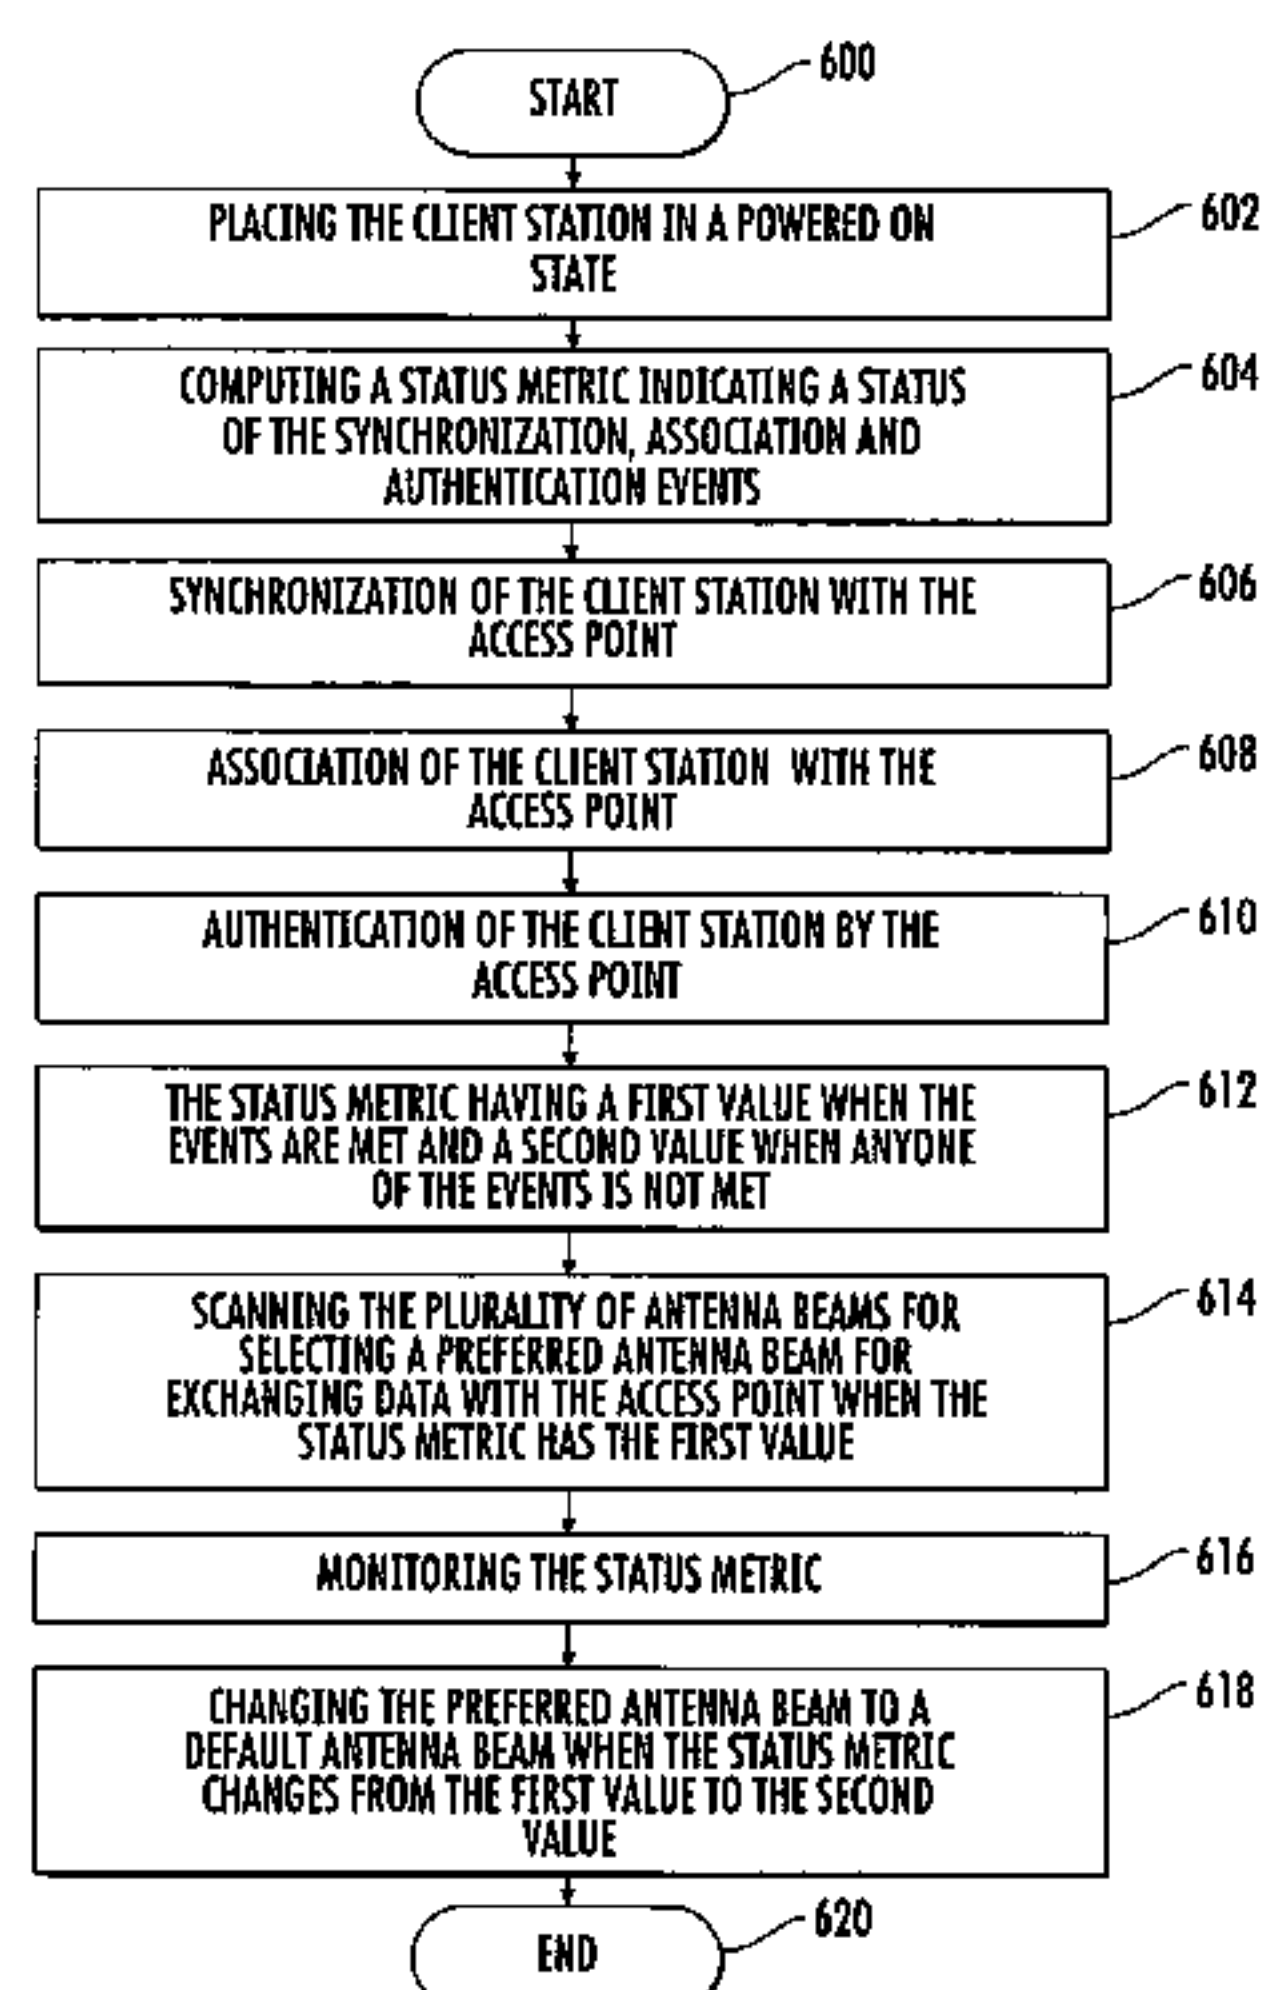 START
600
PLACING THE CLIENT STATION IN A POWERED ON
STATE
602
COMPUTING A STATUS METRIC INDICATING A STATUS
OF THE SYNCHRONIZATION, ASSOCIATION AND
AUTHENTICATION EVENTS
604
SYNCHRONIZATION OF THE CLIENT STATION WITH THE
ACCESS POINT
606
ASSOCIATION OF THE CLIENT STATION WITH THE
ACCESS POINT
608
AUTHENTICATION OF THE CLIENT STATION BY THE
ACCESS POINT
610
THE STATUS METRIC HAVING A FIRST VALUE WHEN THE
EVENTS ARE MET AND A SECOND VALUE WHEN ANYONE
OF THE EVENTS IS NOT MET
612
SCANNING THE PLURALITY OF ANTENNA BEAMS FOR
SELECTING A PREFERRED ANTENNA BEAM FOR
EXCHANGING DATA WITH THE ACCESS POINT WHEN THE
STATUS METRIC HAS THE FIRST VALUE
614
MONITORING THE STATUS METRIC
616
CHANGING THE PREFERRED ANTENNA BEAM TO A
DEFAULT ANTENNA BEAM WHEN THE STATUS METRIC
CHANGES FROM THE FIRST VALUE TO THE SECOND
VALUE
618
END
620